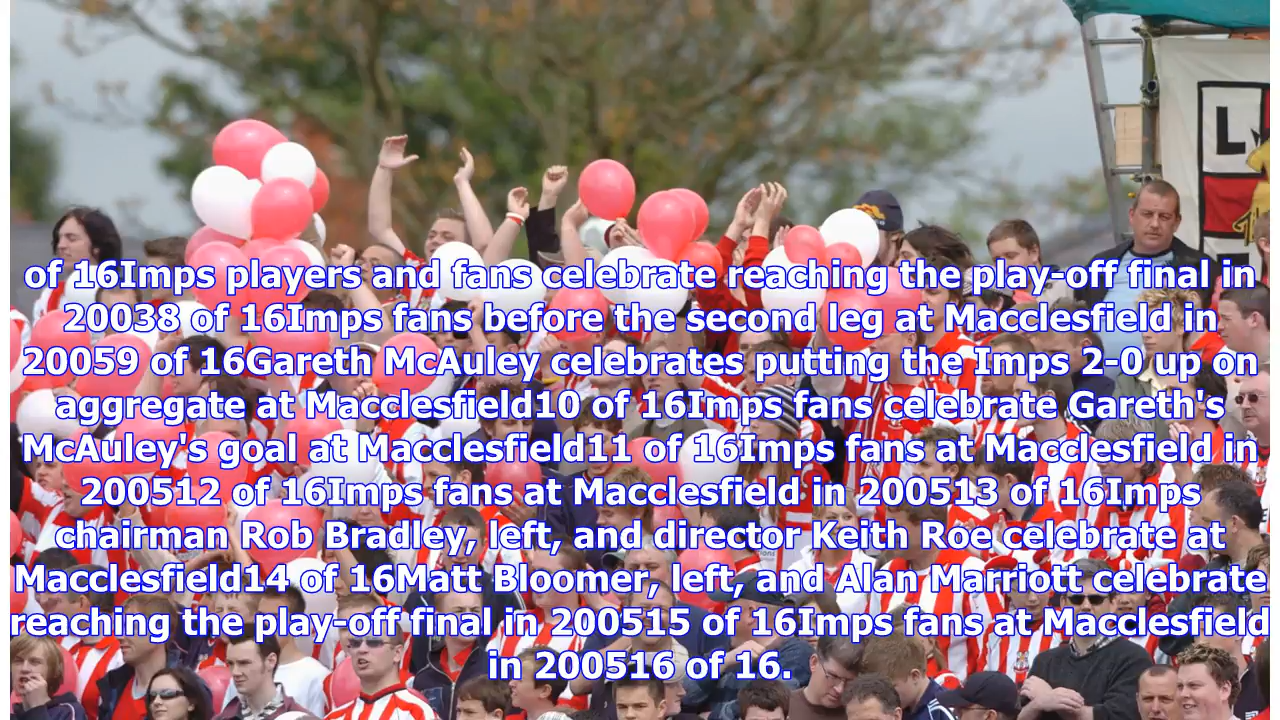 L
of 16Imps players and fans celebrate reaching the play-off final in
20038 of 16Imps fans before the second leg at Macclesfield in
20059 of 16Gareth McAuley celebrates putting the Imps 2-0 up on
aggregate at Macclesfield10 of 16Imps fans celebrate Gareth's
McAuley's goal at Macclesfield11 of 16Imps fans at Macclesfield in
200512 of 16Imps fans at Macclesfield in 200513 of 16Imps
chairman Rob Bradley, left, and director Keith Roe celebrate at
Macclesfield14 of 16Matt Bloomer, left, and Alan Marriott celebrate
reaching the play-off final in 200515 of 16Imps fans at Macclesfield
in 200516 of 16.